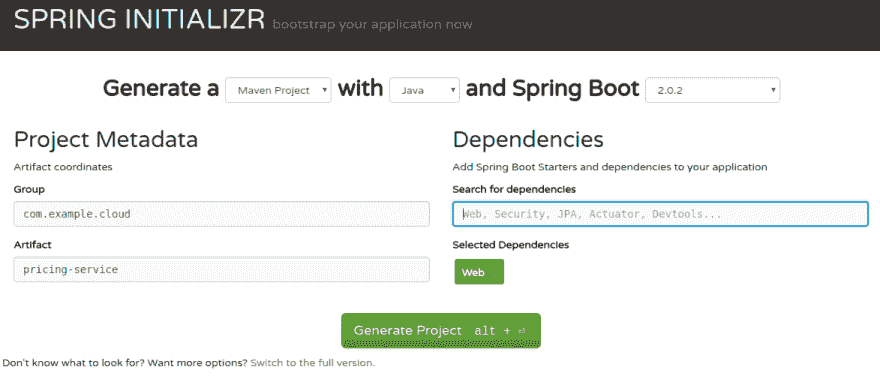 SPRING INITIALIZR bootstrap your application now
Generate a Maven Project with Java and Spring Boot 2.0.2
Project Metadata
Artifact coordinates
Group
com.example.cloud
Artifact
pricing-service
Dependencies
Add Spring Boot Starters and dependencies to your application
Search for dependencies
Web, Security, JPA, Actuator, Devtools...
Selected Dependencies
Web
Generate Project alt + ⏎
Don't know what to look for? Want more options? Switch to the full version.